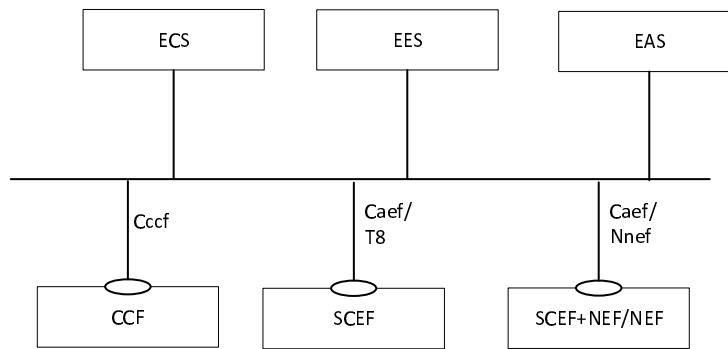 ECS
EES
EAS
Cccf
Caef/
T8
Caef/
Nnef
CCF
SCEF
SCEF+NEF/NEF